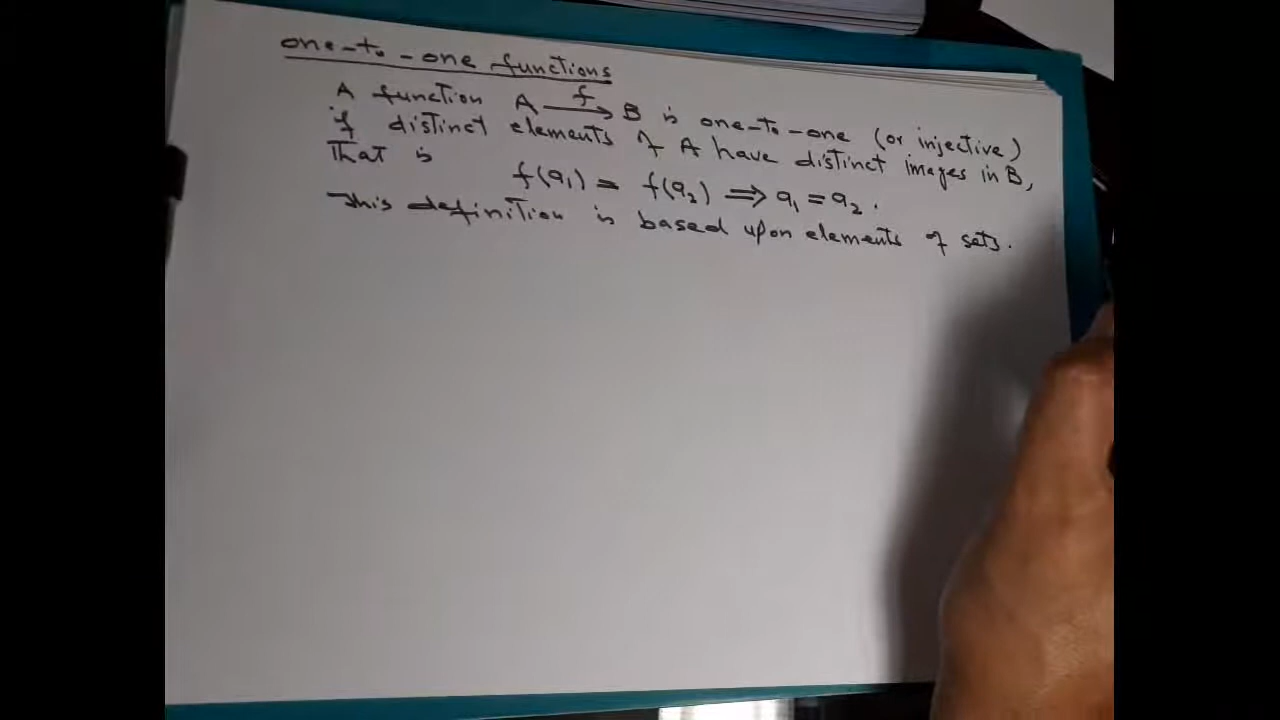 one-to-one functions
A function A —f→ B is one-to-one (or injective)
if distinct elements of A have distinct images in B,
That is
f(a₁) = f(a₂) ⟹ a₁ = a₂.
This definition is based upon elements of sets.